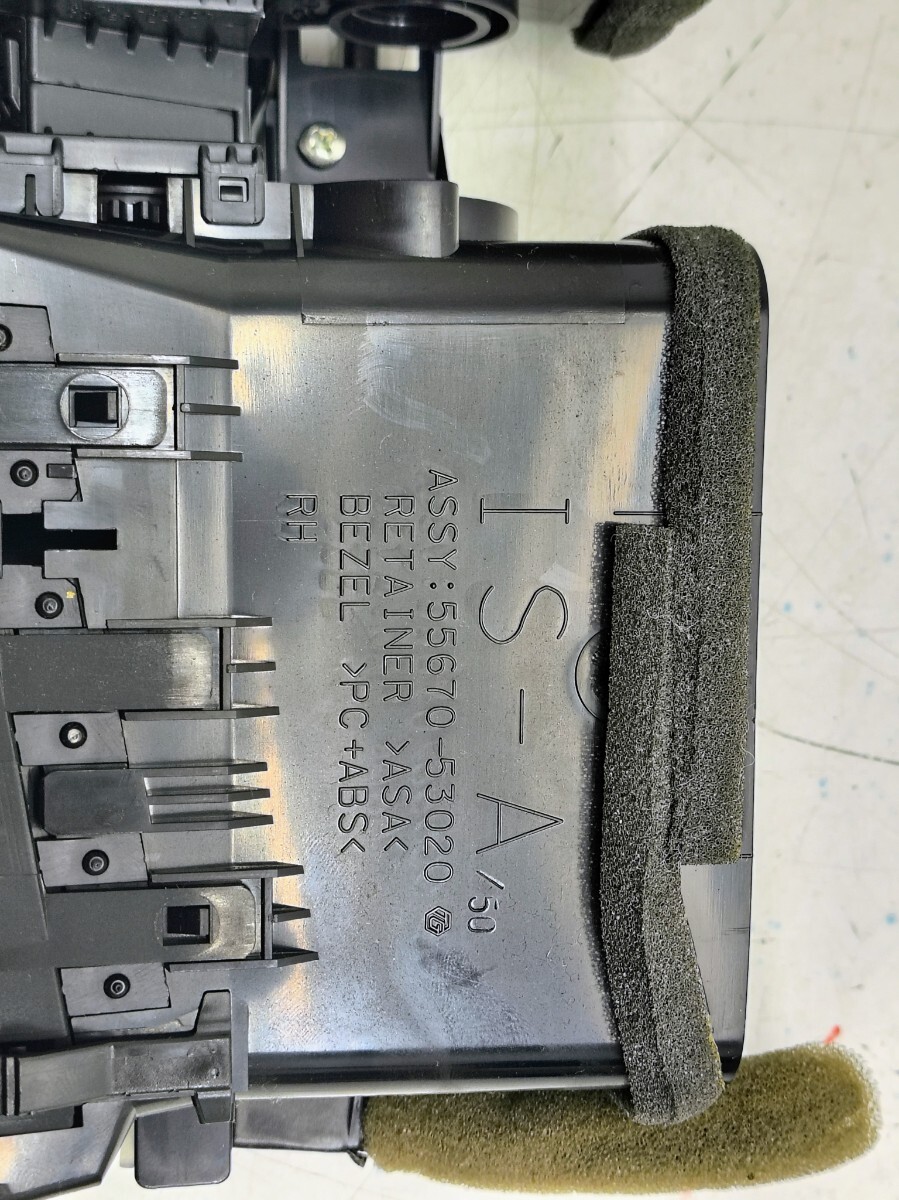 IS-A/50
ASSY:55670-53020
RETAINER >ASA<
BEZEL >PC+ABS<
RH